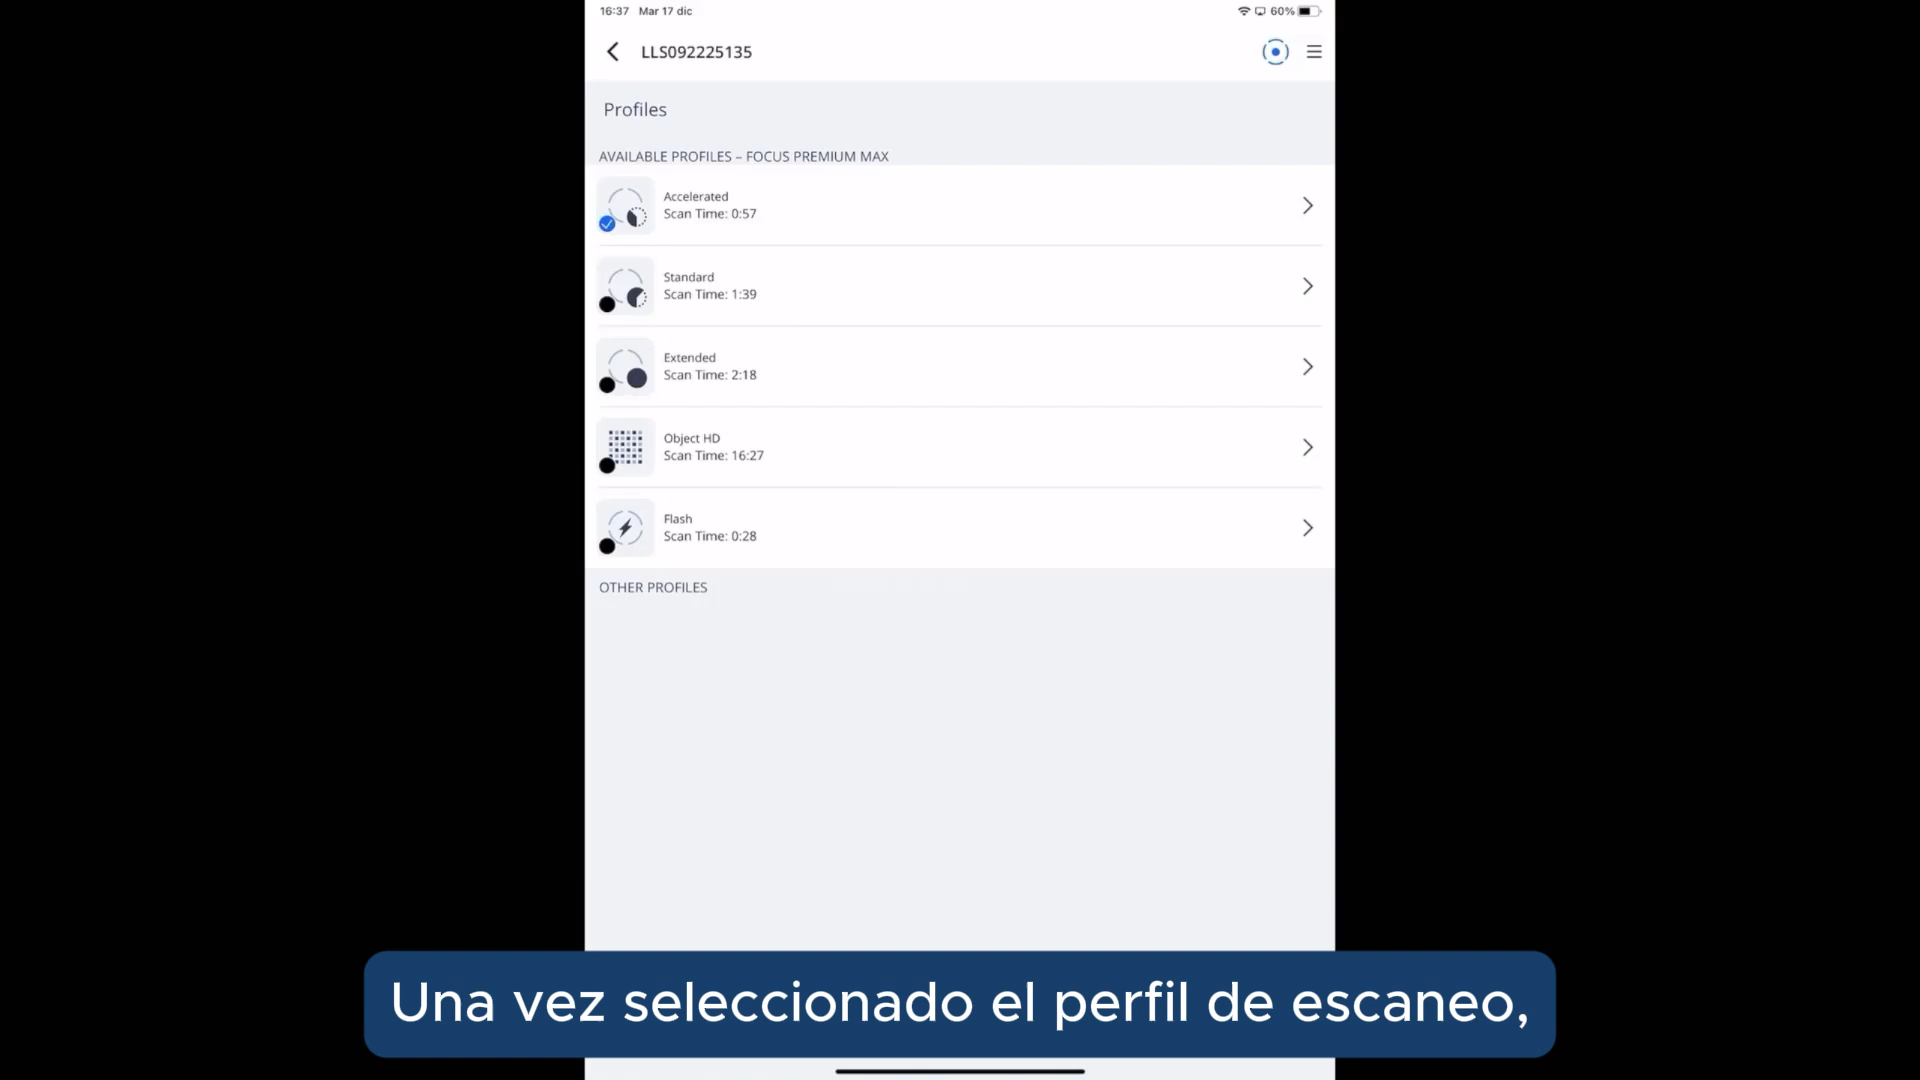 16:37 Mar 17 dic
60%
LLS092225135
Profiles
AVAILABLE PROFILES – FOCUS PREMIUM MAX
Accelerated
Scan Time: 0:57
Standard
Scan Time: 1:39
Extended
Scan Time: 2:18
Object HD
Scan Time: 16:27
Flash
Scan Time: 0:28
OTHER PROFILES
Una vez seleccionado el perfil de escaneo,